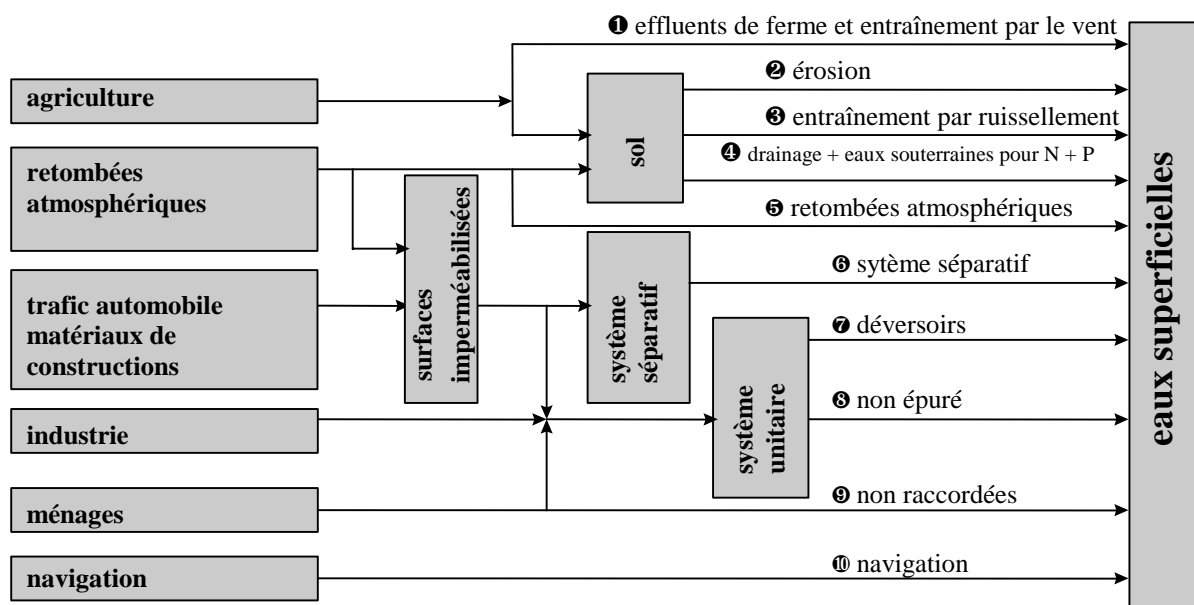 ❶ effluents de ferme et entraînement par le vent
❷ érosion
agriculture
❸ entraînement par ruissellement
sol
❹ drainage + eaux souterraines pour N + P
retombées
atmosphériques
❺ retombées atmosphériques
surfaces
imperméabilisées
❻ sytème séparatif
système
séparatif
trafic automobile
matériaux de
constructions
❼ déversoirs
système
unitaire
❽ non épuré
industrie
❾ non raccordées
ménages
❿ navigation
navigation
eaux superficielles